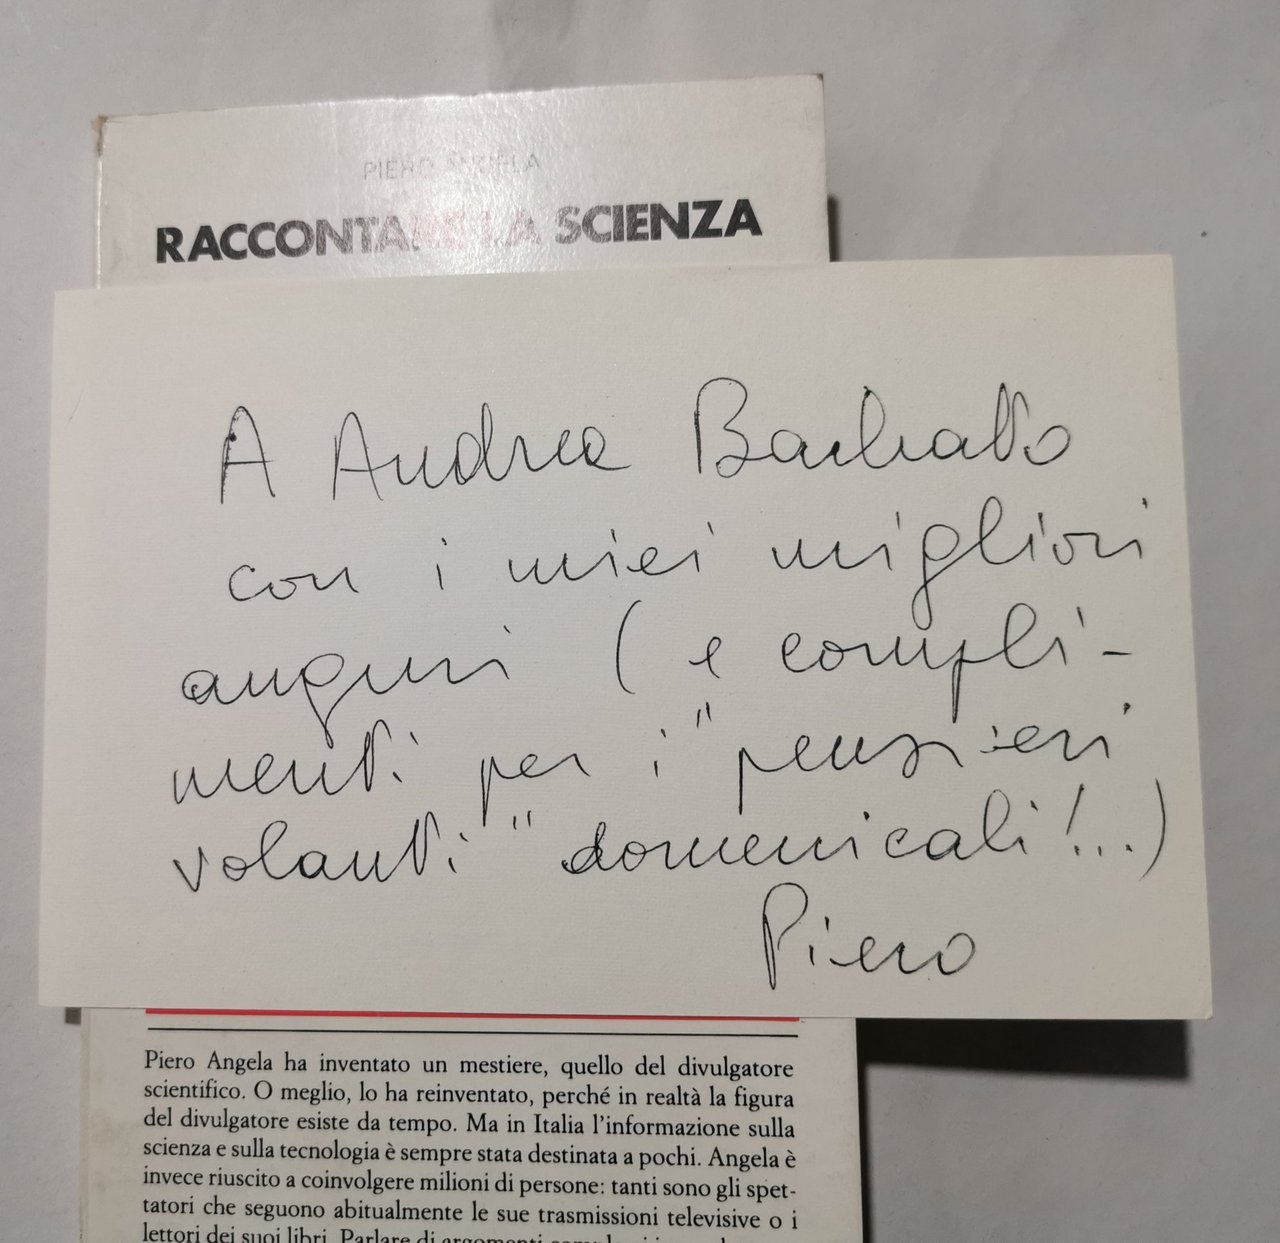 PIERO ANGELA
RACCONTARE LA SCIENZA
A Andrea Barbato
con i miei migliori
auguri (e compli-
menti per i "pensieri
volanti" domenicali!..)
Piero
Piero Angela ha inventato un mestiere, quello del divulgatore
scientifico. O meglio, lo ha reinventato, perché in realtà la figura
del divulgatore esiste da tempo. Ma in Italia l'informazione sulla
scienza e sulla tecnologia è sempre stata destinata a pochi. Angela è
invece riuscito a coinvolgere milioni di persone: tanti sono gli spet-
tatori che seguono abitualmente le sue trasmissioni televisive o i
lettori dei suoi libri. Parlare di argomenti